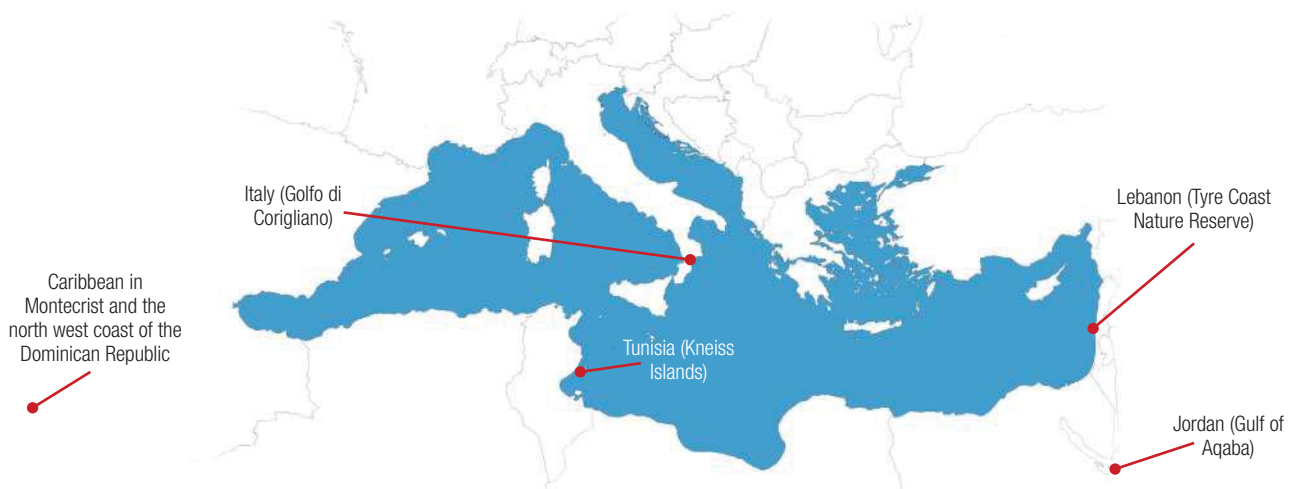 Italy (Golfo di
Corigliano)
Lebanon (Tyre Coast
Nature Reserve)
Caribbean in
Montecrist and the
north west coast of the
Dominican Republic
Tunisia (Kneiss
Islands)
Jordan (Gulf of
Aqaba)